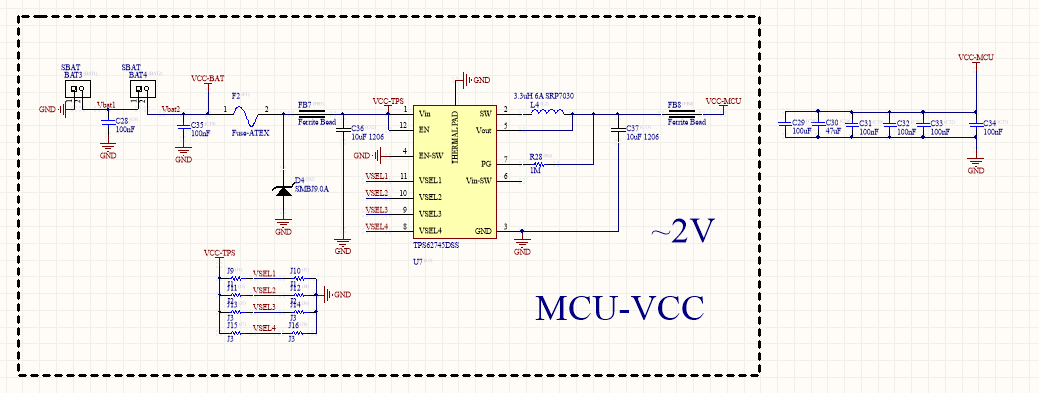 SBAT
BAT3
SBAT
BAT4
VCC-BAT
VCC-MCU
GND
Vbat1
Vbat2
1
2
GND
C28
100nF
GND
C35
100nF
GND
F2
1
2
Fuse-ATEX
D4
SMBJ9.0A
GND
FB7
Ferrite Bead
VCC-TPS
C36
10uF 1206
GND
GND
VSEL1
VSEL2
VSEL3
VSEL4
1
12
4
11
10
9
8
Vin
EN
EN-SW
VSEL1
VSEL2
VSEL3
VSEL4
THERMALPAD
SW
Vout
PG
Vin-SW
GND
2
5
7
6
3
TPS62745DSS
U7
GND
3.3uH 6A SRP7030
L4
R28
1M
C37
10uF 1206
FB8
Ferrite Bead
VCC-MCU
~2V
MCU-VCC
VCC-TPS
J9
VSEL1
J10
J11
VSEL2
J12
J13
VSEL3
J14
J15
VSEL4
J16
J3
J3
GND
C29
100uF
C30
47uF
C31
100nF
C32
100nF
C33
100nF
C34
100nF
GND